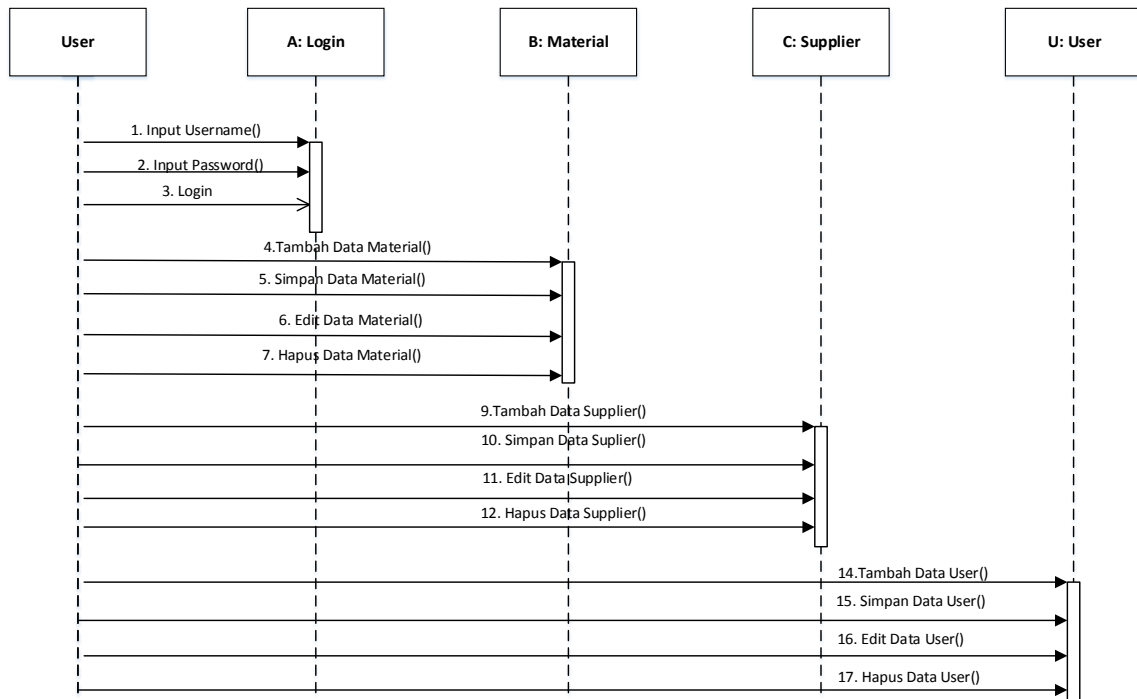 User
A: Login
B: Material
C: Supplier
U: User
1. Input Username()
2. Input Password()
3. Login
4.Tambah Data Material()
5. Simpan Data Material()
6. Edit Data Material()
7. Hapus Data Material()
9.Tambah Data Supplier()
10. Simpan Data Suplier()
11. Edit Data Supplier()
12. Hapus Data Supplier()
14.Tambah Data User()
15. Simpan Data User()
16. Edit Data User()
17. Hapus Data User()